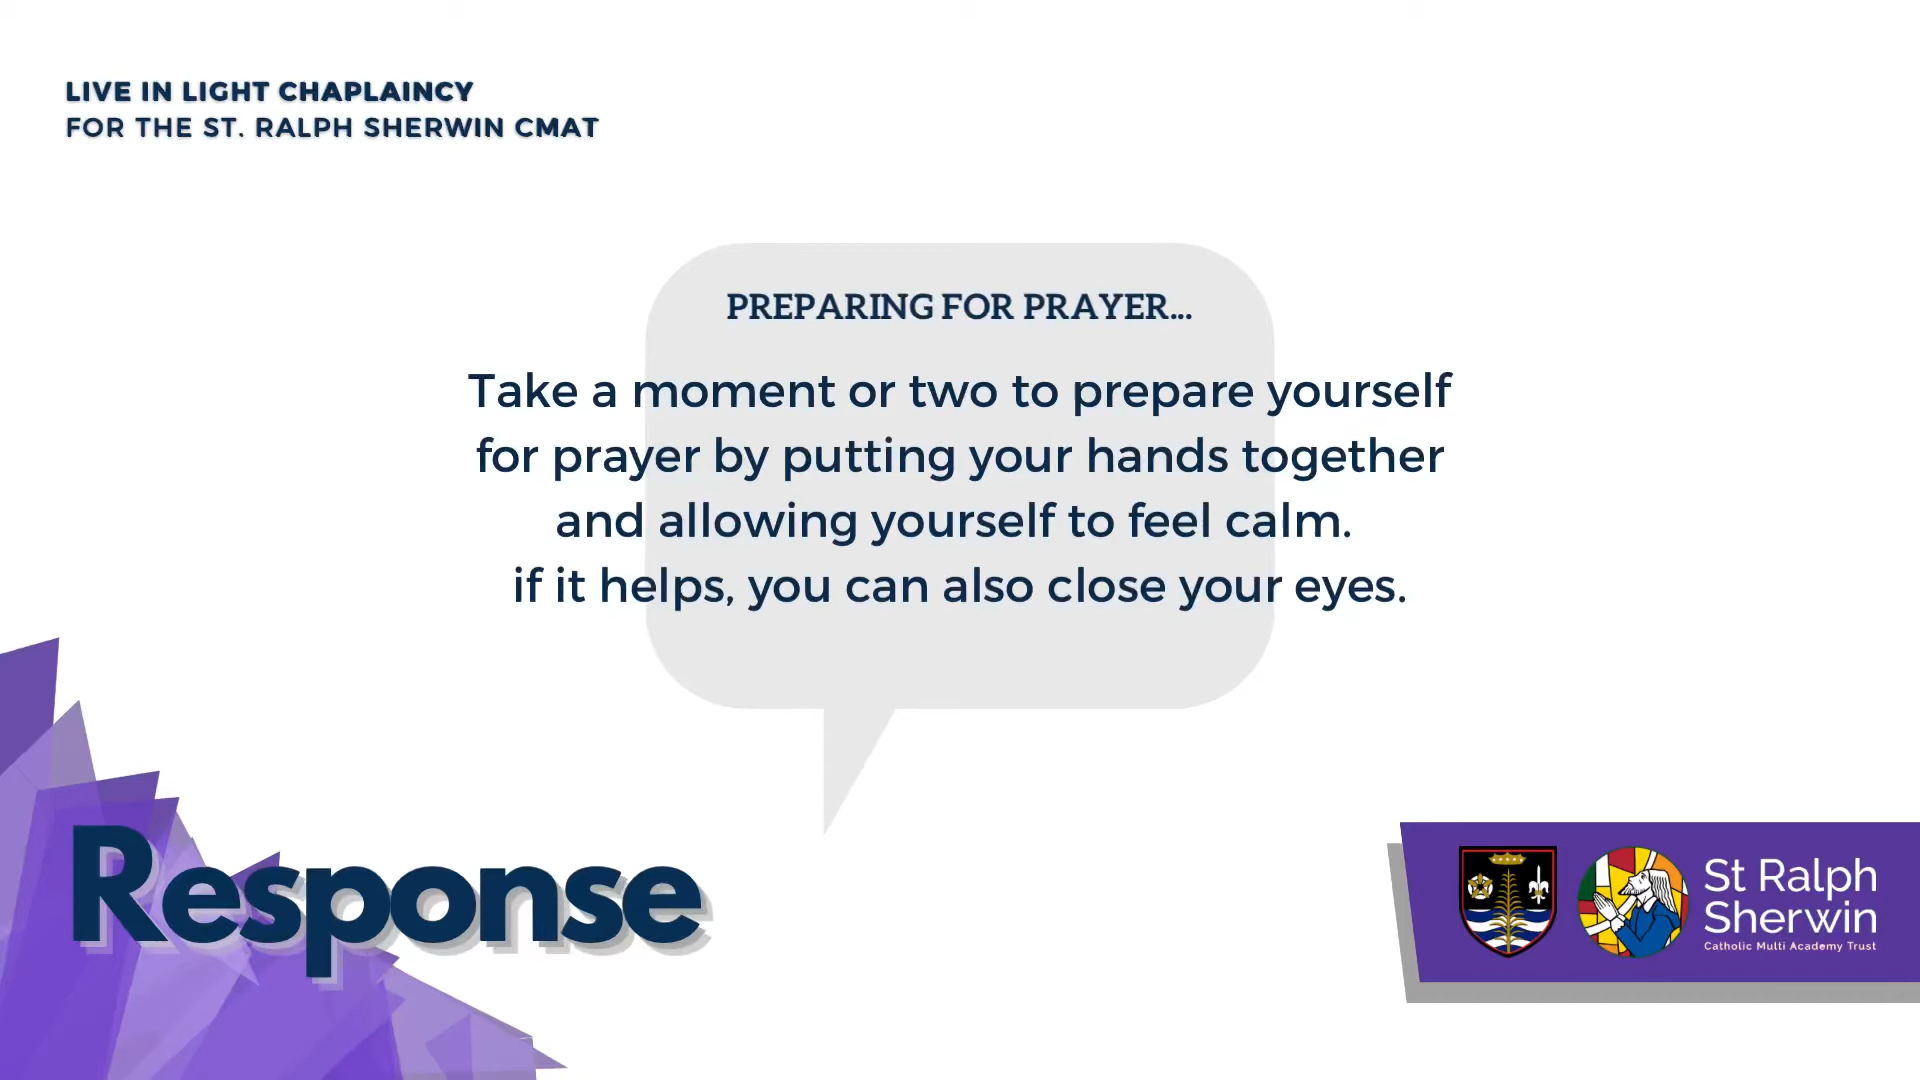 LIVE IN LIGHT CHAPLAINCY
FOR THE ST. RALPH SHERWIN CMAT
PREPARING FOR PRAYER...
Take a moment or two to prepare yourself
for prayer by putting your hands together
and allowing yourself to feel calm.
if it helps, you can also close your eyes.
Response
St Ralph
Sherwin
Catholic Multi Academy Trust